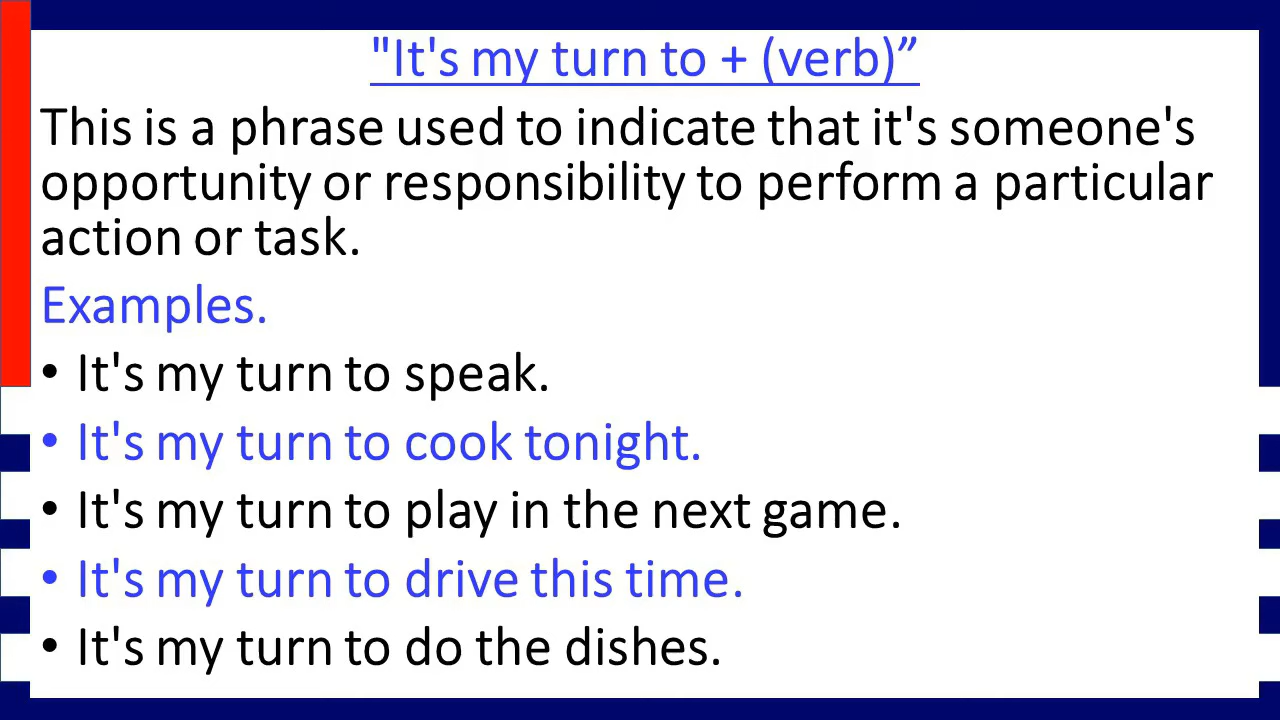 "It's my turn to + (verb)”
This is a phrase used to indicate that it's someone's
opportunity or responsibility to perform a particular
action or task.
Examples.
• It's my turn to speak.
• It's my turn to cook tonight.
• It's my turn to play in the next game.
• It's my turn to drive this time.
• It's my turn to do the dishes.